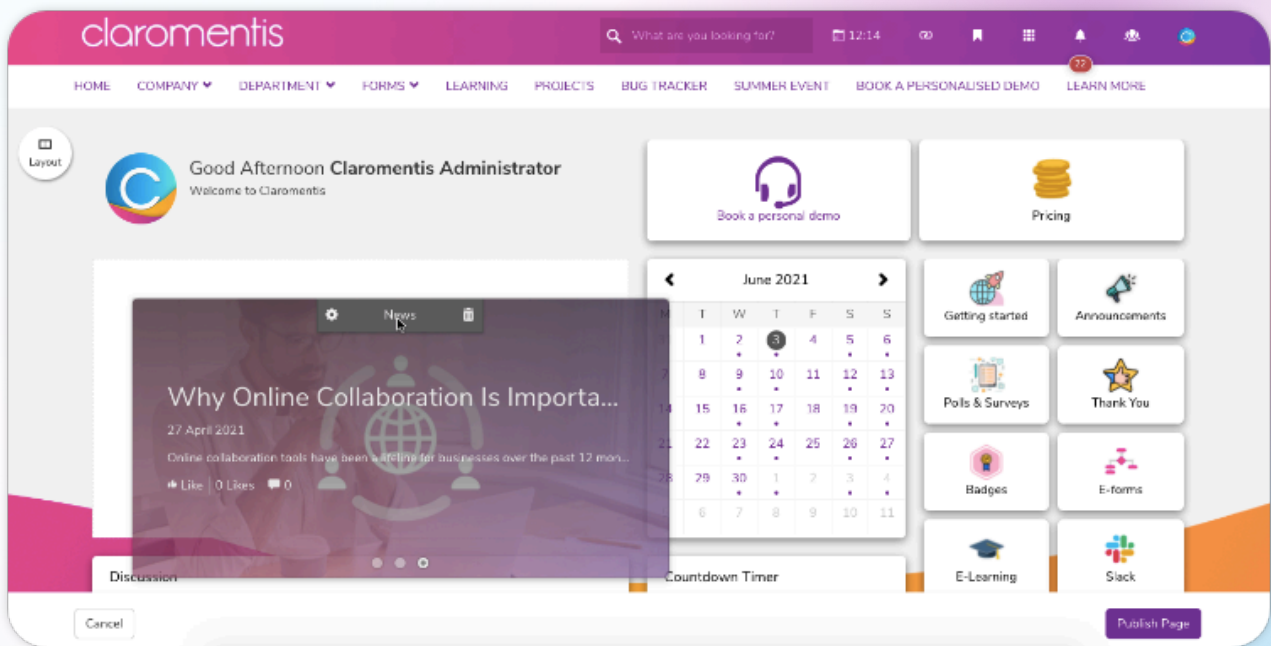 claromentis
What are you looking for?
12:14
22
HOME COMPANY DEPARTMENT FORMS LEARNING PROJECTS BUG TRACKER SUMMER EVENT BOOK A PERSONALISED DEMO LEARN MORE
Layout
Good Afternoon Claromentis Administrator
Welcome to Claromentis
Book a personal demo
Pricing
News
Why Online Collaboration Is Importa...
27 April 2021
Online collaboration tools have been a lifeline for businesses over the past 12 mon...
Like 0 Likes 0
June 2021
M T W T F S S
1 2 3 4 5 6
7 8 9 10 11 12 13
14 15 16 17 18 19 20
21 22 23 24 25 26 27
28 29 30 1 2 3 4
6 7 8 9 10 11
Getting started
Announcements
Polls & Surveys
Thank You
Badges
E-forms
E-Learning
Slack
Discussion
Countdown Timer
Cancel
Publish Page